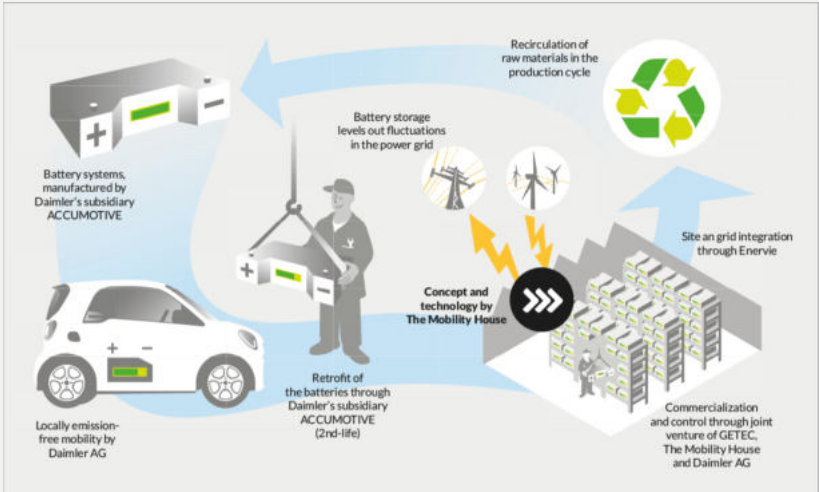 Recirculation of
raw materials in the
production cycle
Battery storage
levels out fluctuations
in the power grid
Battery systems,
manufactured by
Daimler's subsidiary
ACCUMOTIVE
Site an grid integration
through Enervie
Concept and
technology by
The Mobility House
Retrofit of
the batteries through
Daimler's subsidiary
ACCUMOTIVE
(2nd-life)
Locally emission-
free mobility by
Daimler AG
Commercialization
and control through joint
venture of GETEC,
The Mobility House
and Daimler AG